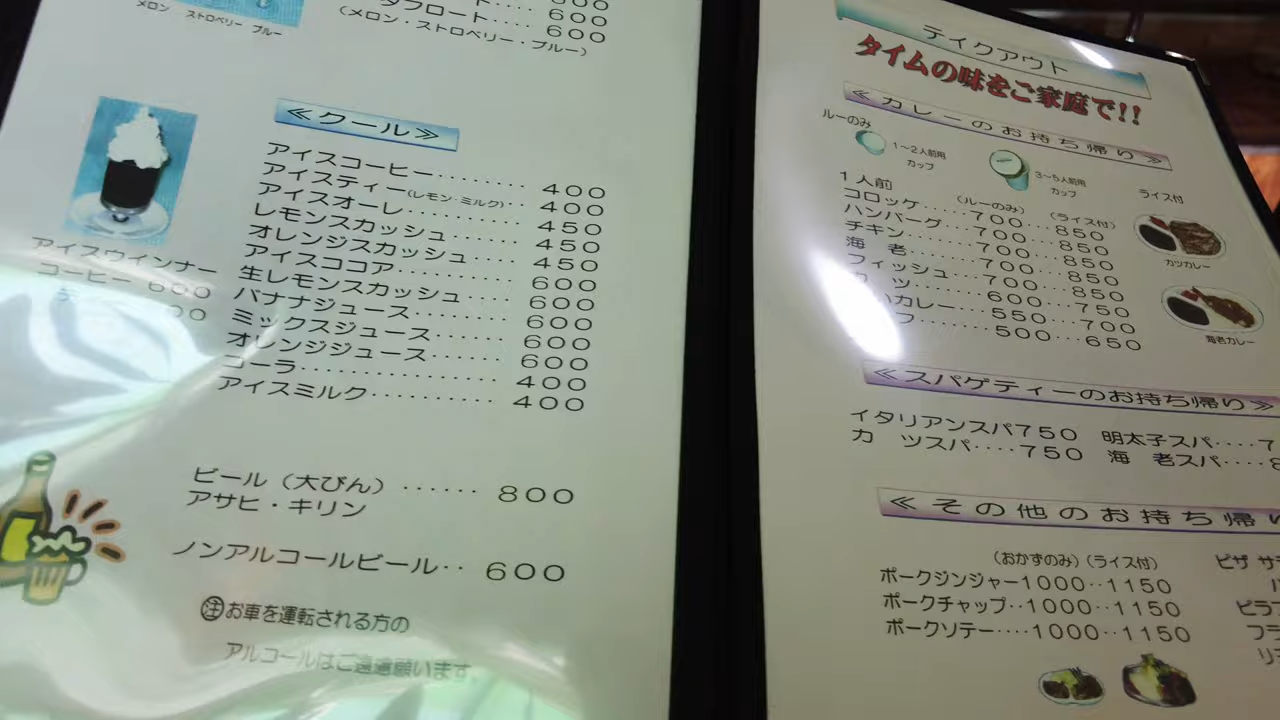 メロン ストロベリー ブルー
600
フロート････600
(メロン・ストロベリー・ブルー)
≪クール≫
アイスコーヒー････････400
アイスティー(レモン・ミルク)･･400
アイスオーレ･･････････450
レモンスカッシュ････450
オレンジスカッシュ････450
アイスココア････････600
生レモンスカッシュ････600
バナナジュース･･････600
ミックスジュース････600
オレンジジュース････600
コーラ･･････････････400
アイスミルク･･････････400
アイスウインナー
コーヒー 600
ビール（大びん）･･････800
アサヒ・キリン
ノンアルコールビール･･600
㊟お車を運転される方の
アルコールはご遠慮願います。
テイクアウト
タイムの味をご家庭で!!
≪カレーのお持ち帰り≫
ルーのみ
1～2人前用
カップ
3～5人前用
カップ
ライス付
1人前
(ルーのみ) (ライス付)
コロッケ････700･･･850
ハンバーグ･･･700･･･850
チキン･･････700･･･850
海 老･･････700･･･850
フィッシュ････700･･･850
カ ツ･･････600･･･750
カレー････550･･･700
500･･･650
カツカレー
海老カレー
≪スパゲティーのお持ち帰り≫
イタリアンスパ750 明太子スパ････7
カ ツスパ････750 海 老スパ････
≪その他のお持ち帰り
(おかずのみ)(ライス付)
ポークジンジャー1000･･1150
ポークチャップ･･1000･･1150
ポークソテー････1000･･1150
ピザ